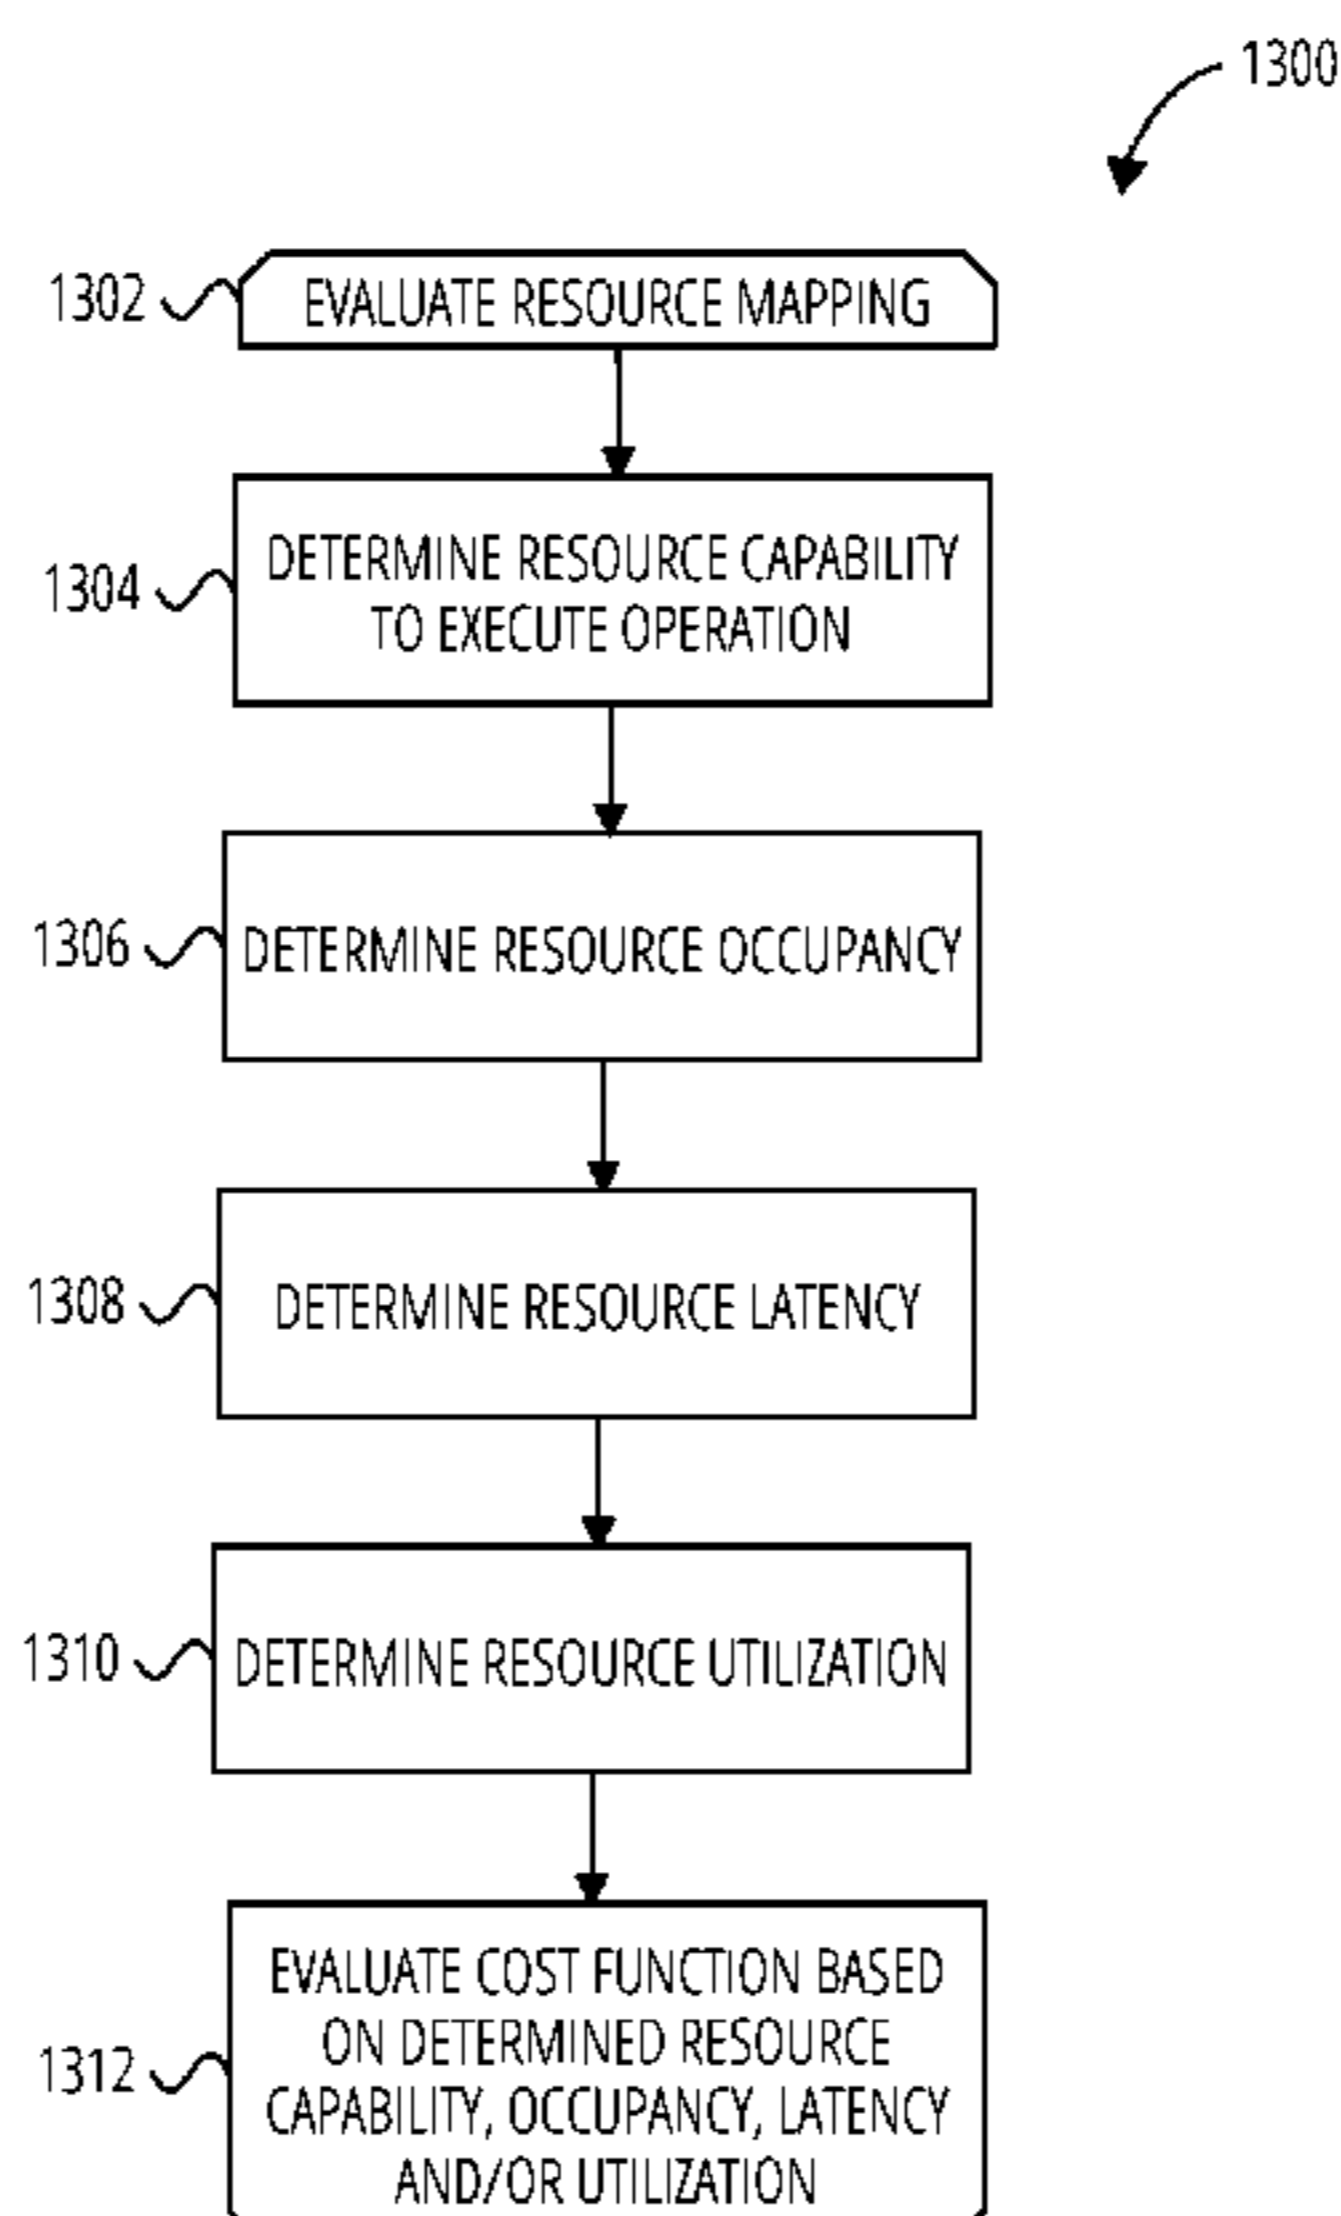 1300
1302
EVALUATE RESOURCE MAPPING
1304
DETERMINE RESOURCE CAPABILITY
TO EXECUTE OPERATION
1306
DETERMINE RESOURCE OCCUPANCY
1308
DETERMINE RESOURCE LATENCY
1310
DETERMINE RESOURCE UTILIZATION
1312
EVALUATE COST FUNCTION BASED
ON DETERMINED RESOURCE
CAPABILITY, OCCUPANCY, LATENCY
AND/OR UTILIZATION